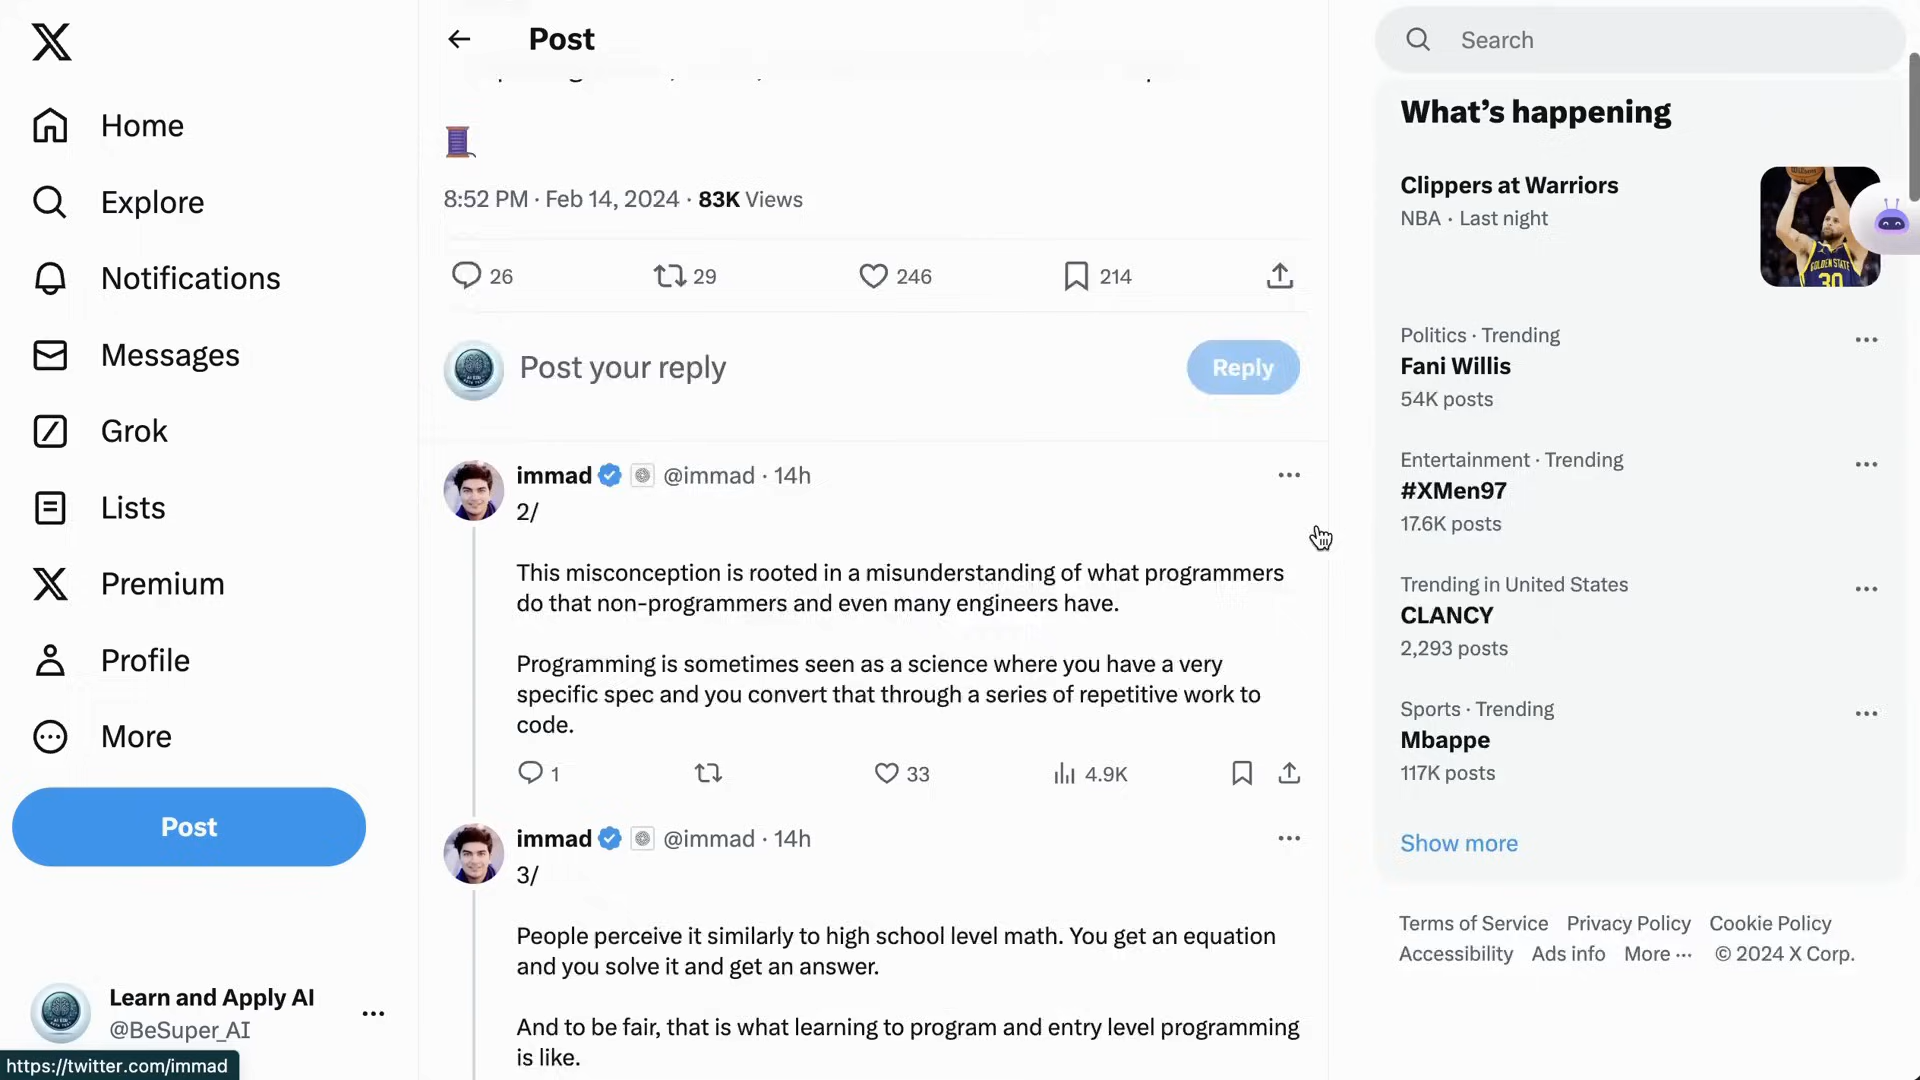 Home
Explore
Notifications
Messages
Grok
Lists
Premium
Profile
More
Post
Learn and Apply AI
@BeSuper_AI
https://twitter.com/immad
Post
8:52 PM · Feb 14, 2024 · 83K Views
26 29 246 214
Post your reply
Reply
immad @immad · 14h
2/
This misconception is rooted in a misunderstanding of what programmers
do that non-programmers and even many engineers have.
Programming is sometimes seen as a science where you have a very
specific spec and you convert that through a series of repetitive work to
code.
1 33 4.9K
immad @immad · 14h
3/
People perceive it similarly to high school level math. You get an equation
and you solve it and get an answer.
And to be fair, that is what learning to program and entry level programming
is like.
Search
What’s happening
Clippers at Warriors
NBA · Last night
GOLDEN STATE
30
Politics · Trending
Fani Willis
54K posts
Entertainment · Trending
#XMen97
17.6K posts
Trending in United States
CLANCY
2,293 posts
Sports · Trending
Mbappe
117K posts
Show more
Terms of Service Privacy Policy Cookie Policy
Accessibility Ads info More ··· © 2024 X Corp.